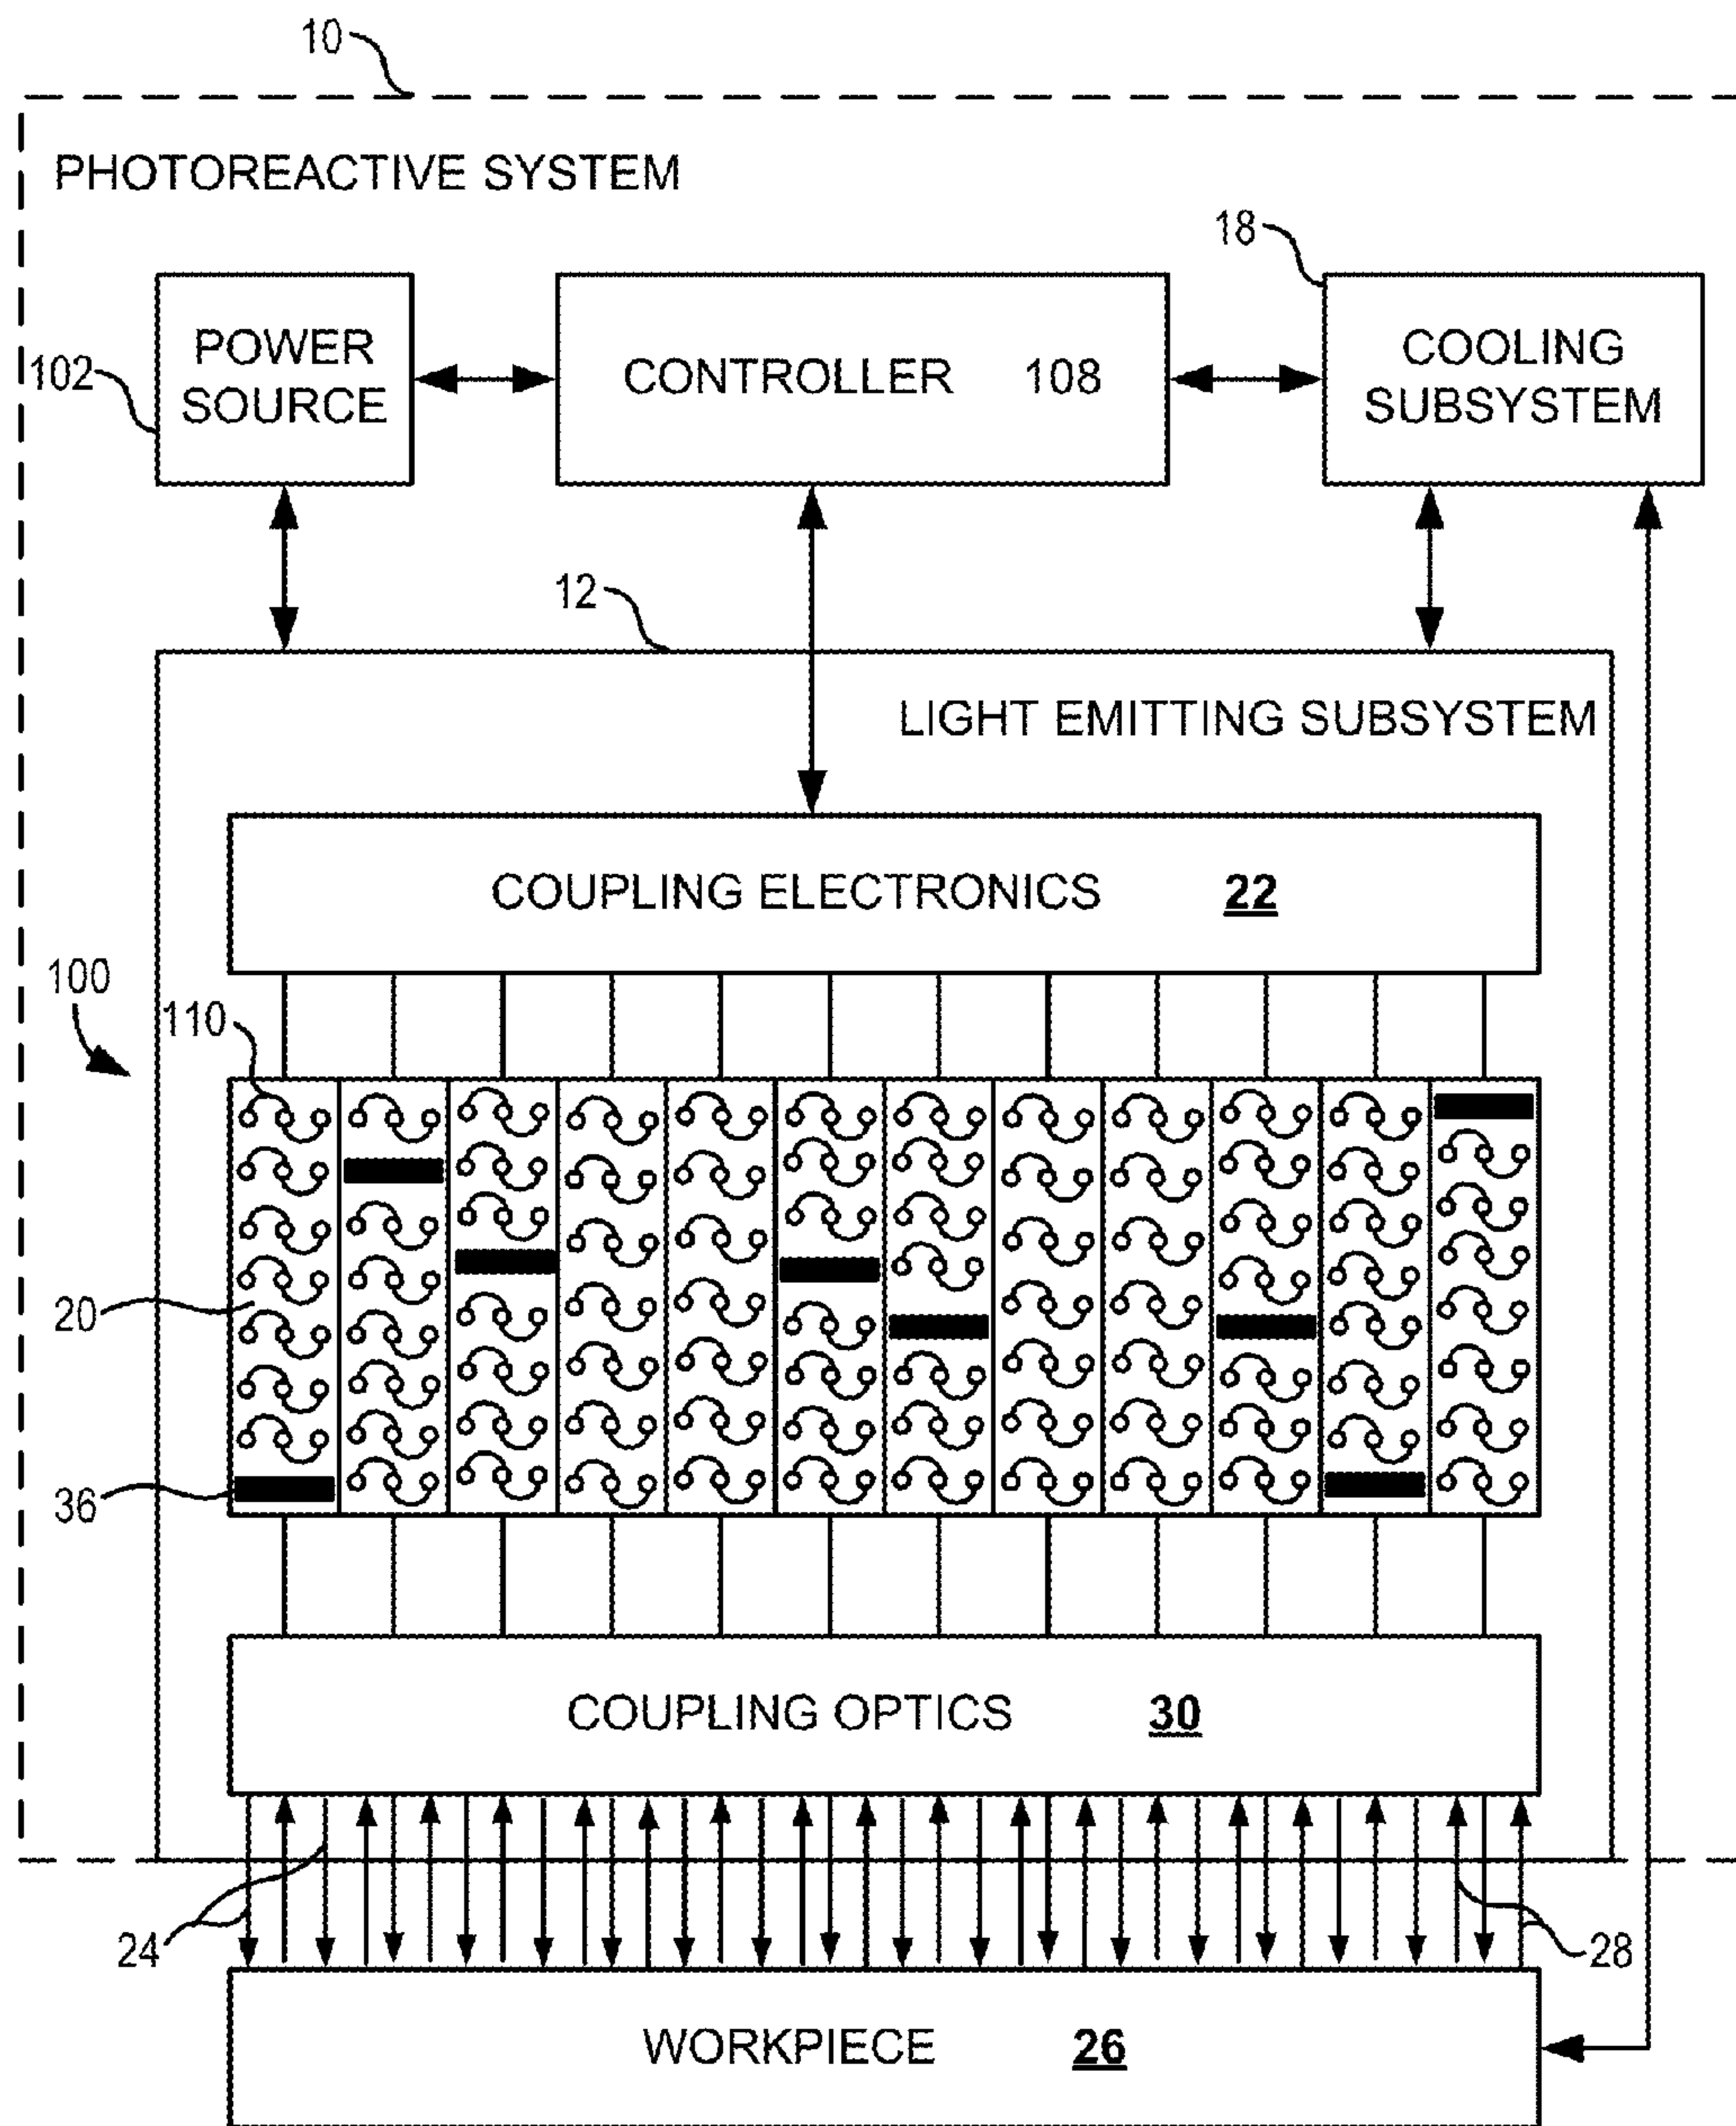 10
PHOTOREACTIVE SYSTEM
18
102
POWER
SOURCE
CONTROLLER 108
COOLING
SUBSYSTEM
12
LIGHT EMITTING SUBSYSTEM
COUPLING ELECTRONICS 22
100
110
20
36
COUPLING OPTICS 30
24
28
WORKPIECE 26